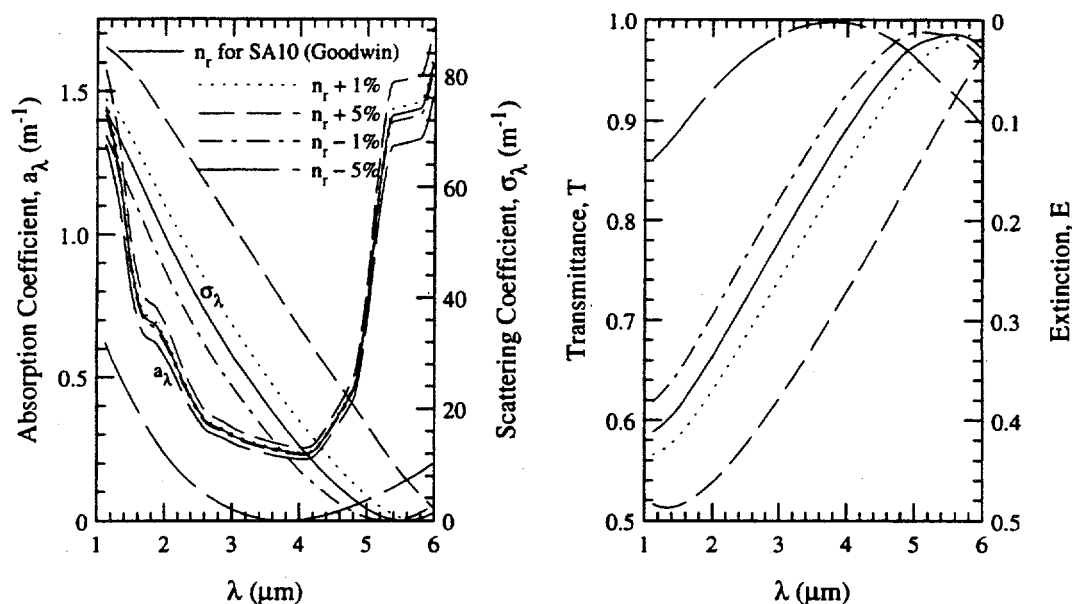 n_r for SA10 (Goodwin)
n_r + 1%
n_r + 5%
n_r − 1%
n_r − 5%
Absorption Coefficient, a_λ (m⁻¹)
1.5
1.0
0.5
0
σ_λ
a_λ
80
60
40
20
0
Scattering Coefficient, σ_λ (m⁻¹)
1 2 3 4 5 6
λ (μm)
Transmittance, T
1.0
0.9
0.8
0.7
0.6
0.5
0
0.1
0.2
0.3
0.4
0.5
Extinction, E
1 2 3 4 5 6
λ (μm)